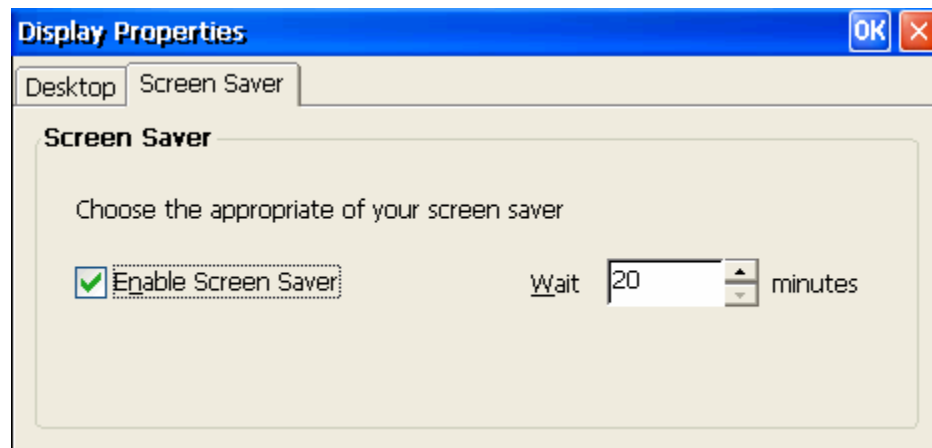 Display Properties OK
Desktop Screen Saver
Screen Saver
Choose the appropriate of your screen saver
Enable Screen Saver Wait 20 minutes